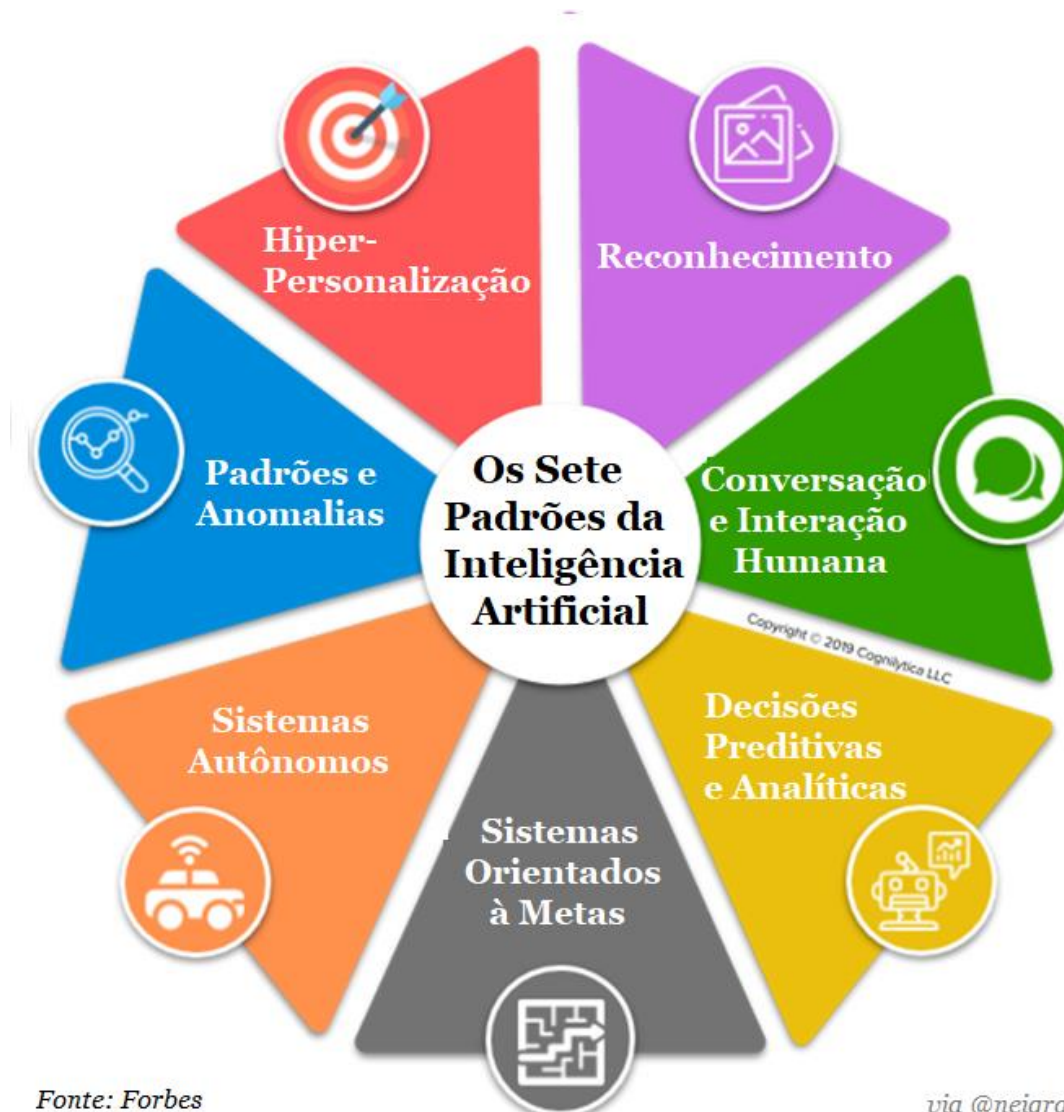 Hiper-
Personalização
Reconhecimento
Padrões e
Anomalias
Os Sete
Padrões da
Inteligência
Artificial
Conversação
e Interação
Humana
Copyright © 2019 Cognilytica LLC
Sistemas
Autônomos
Decisões
Preditivas
e Analíticas
Sistemas
Orientados
à Metas
Fonte: Forbes
via